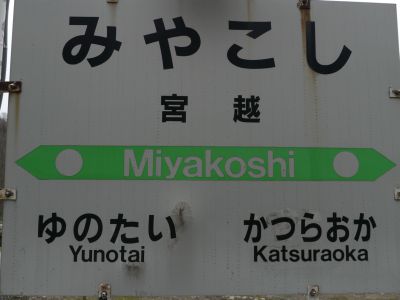 みやこし
宮越
Miyakoshi
ゆのたい かつらおか
Yunotai Katsuraoka